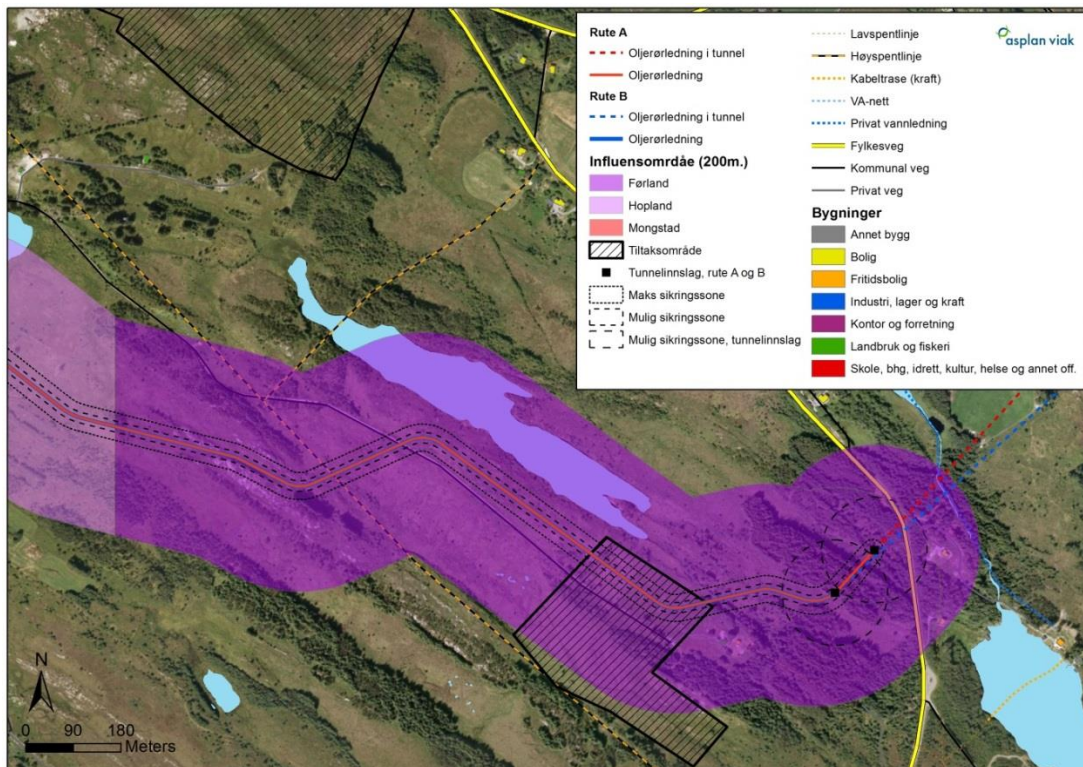 Rute A
Oljerørledning i tunnel
Oljerørledning
Rute B
Oljerørledning i tunnel
Oljerørledning
Influensområde (200m.)
Førland
Hopland
Mongstad
Tiltaksområde
Tunnelinnslag, rute A og B
Maks sikringssone
Mulig sikringssone
Mulig sikringssone, tunnelinnslag
asplan viak
Lavspentlinje
Høyspentlinje
Kabeltrase (kraft)
VA-nett
Privat vannledning
Fylkesveg
Kommunal veg
Privat veg
Bygninger
Annet bygg
Bolig
Fritidsbolig
Industri, lager og kraft
Kontor og forretning
Landbruk og fiskeri
Skole, bhg, idrett, kultur, helse og annet off.
N
0 90 180
Meters